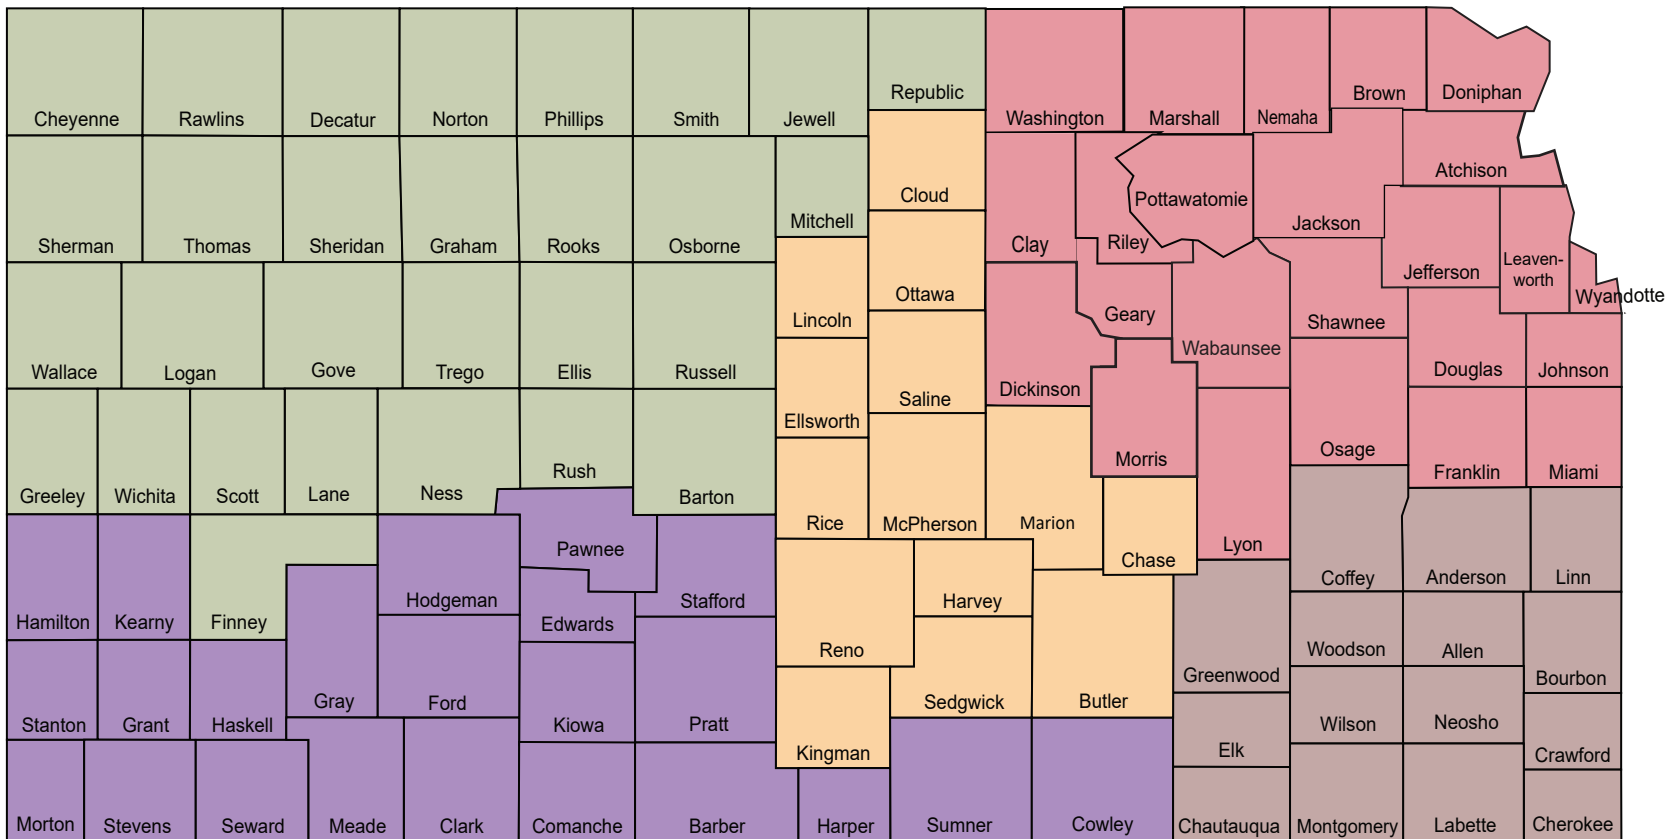 Cheyenne
Rawlins
Decatur
Norton
Phillips
Smith
Jewell
Republic
Washington
Marshall
Nemaha
Brown
Doniphan
Sherman
Thomas
Sheridan
Graham
Rooks
Osborne
Mitchell
Cloud
Clay
Riley
Pottawatomie
Jackson
Atchison
Jefferson
Leaven-
worth
Wyandotte
Wallace
Logan
Gove
Trego
Ellis
Russell
Lincoln
Ottawa
Geary
Wabaunsee
Shawnee
Douglas
Johnson
Ellsworth
Saline
Dickinson
Morris
Osage
Franklin
Miami
Greeley
Wichita
Scott
Lane
Ness
Rush
Barton
Rice
McPherson
Marion
Chase
Lyon
Coffey
Anderson
Linn
Hamilton
Kearny
Finney
Hodgeman
Pawnee
Edwards
Stafford
Reno
Harvey
Sedgwick
Butler
Greenwood
Woodson
Allen
Bourbon
Stanton
Grant
Haskell
Gray
Ford
Kiowa
Pratt
Kingman
Elk
Wilson
Neosho
Crawford
Morton
Stevens
Seward
Meade
Clark
Comanche
Barber
Harper
Sumner
Cowley
Chautauqua
Montgomery
Labette
Cherokee